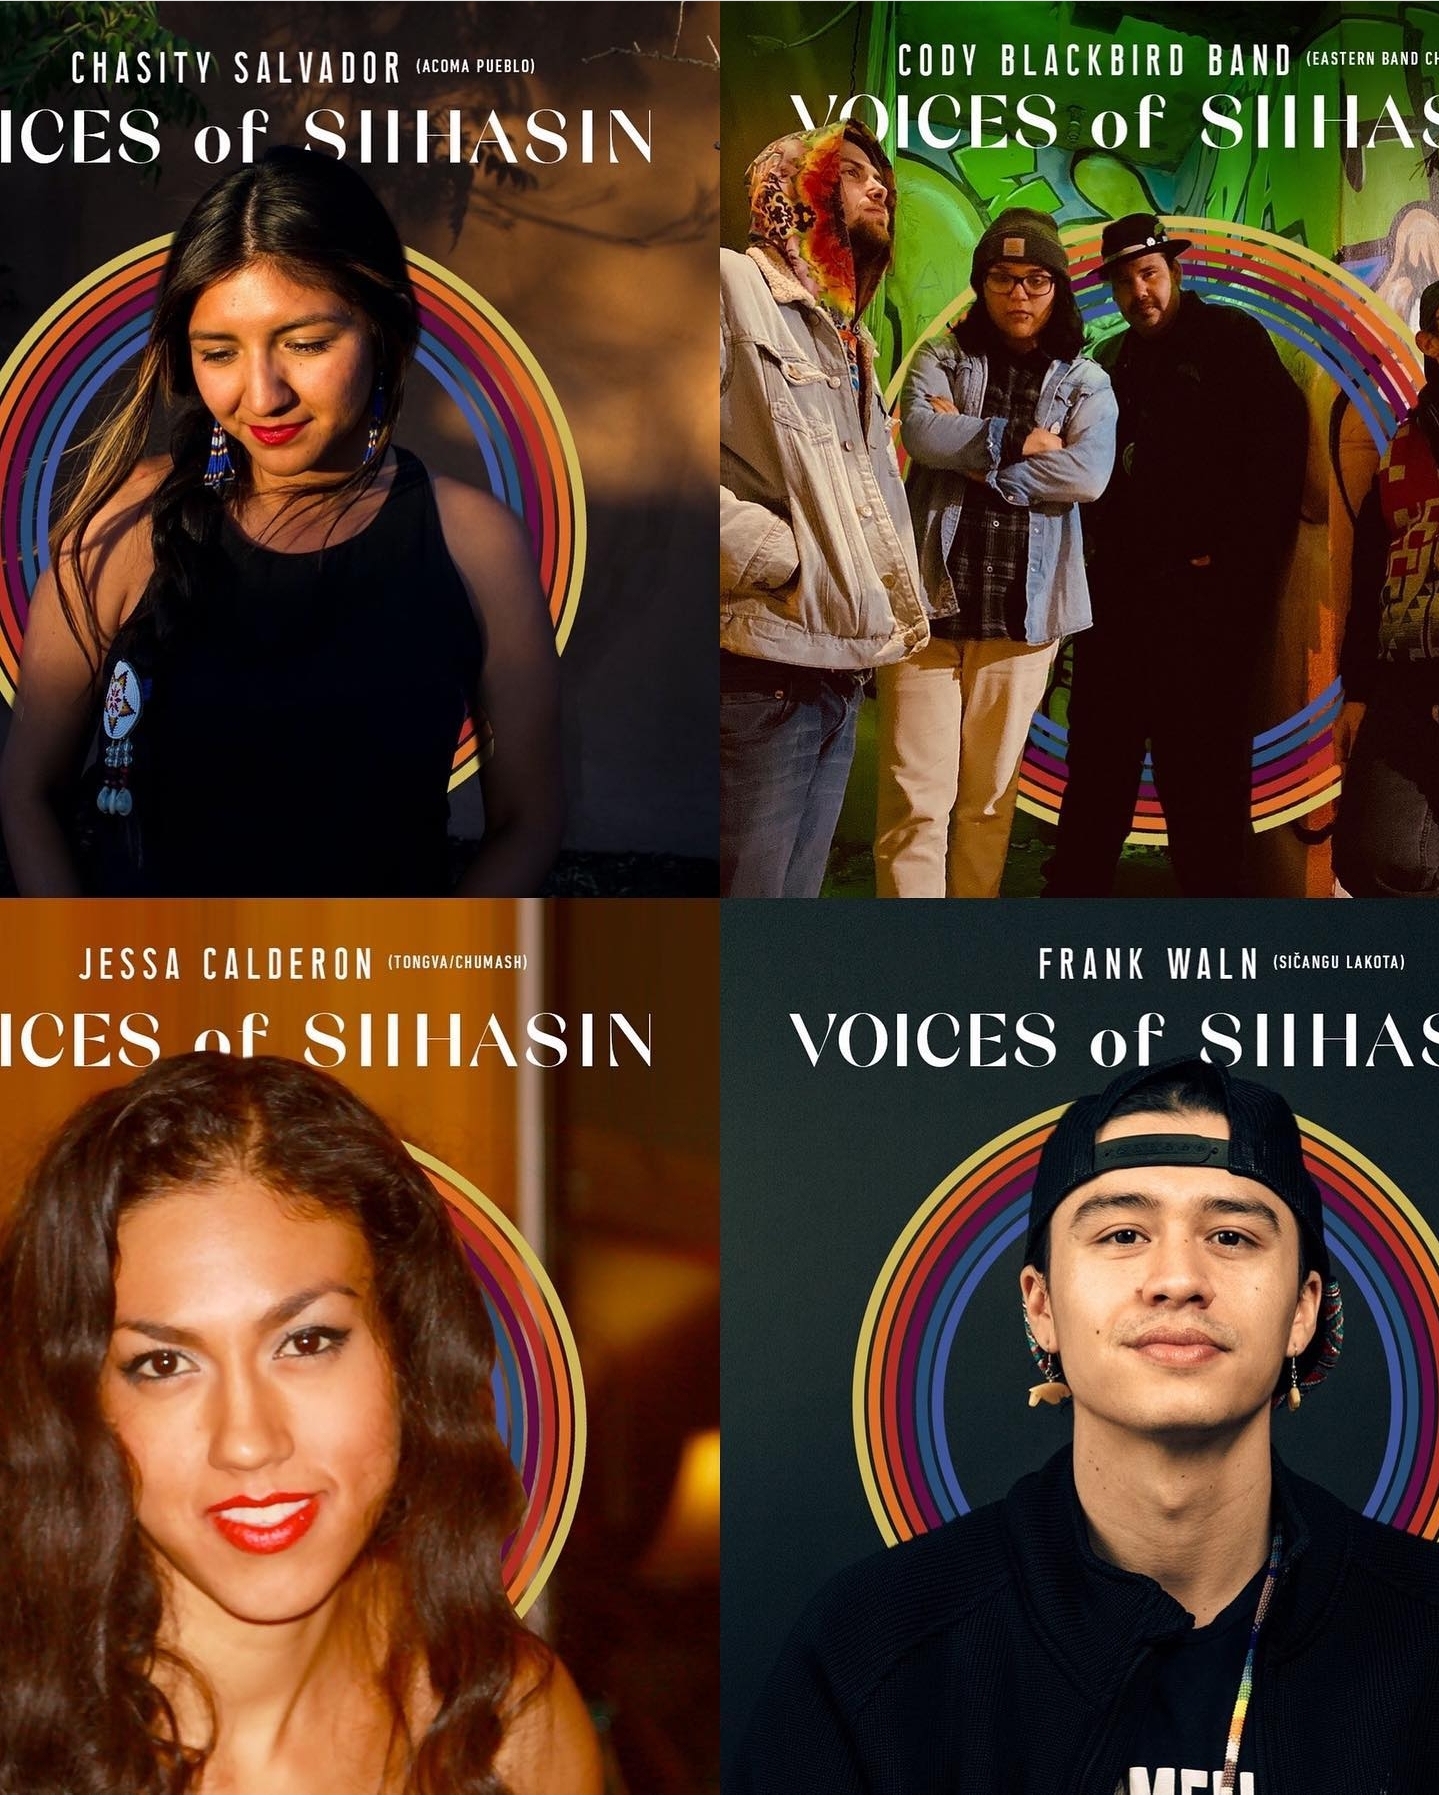 CHASITY SALVADOR (ACOMA PUEBLO)
ICES of SIIHASIN
CODY BLACKBIRD BAND (EASTERN BAND CH
VOICES of SIIHAS
JESSA CALDERON (TONGVA/CHUMASH)
ICES of SIIHASIN
FRANK WALN (SIČANGU LAKOTA)
VOICES of SIIHAS